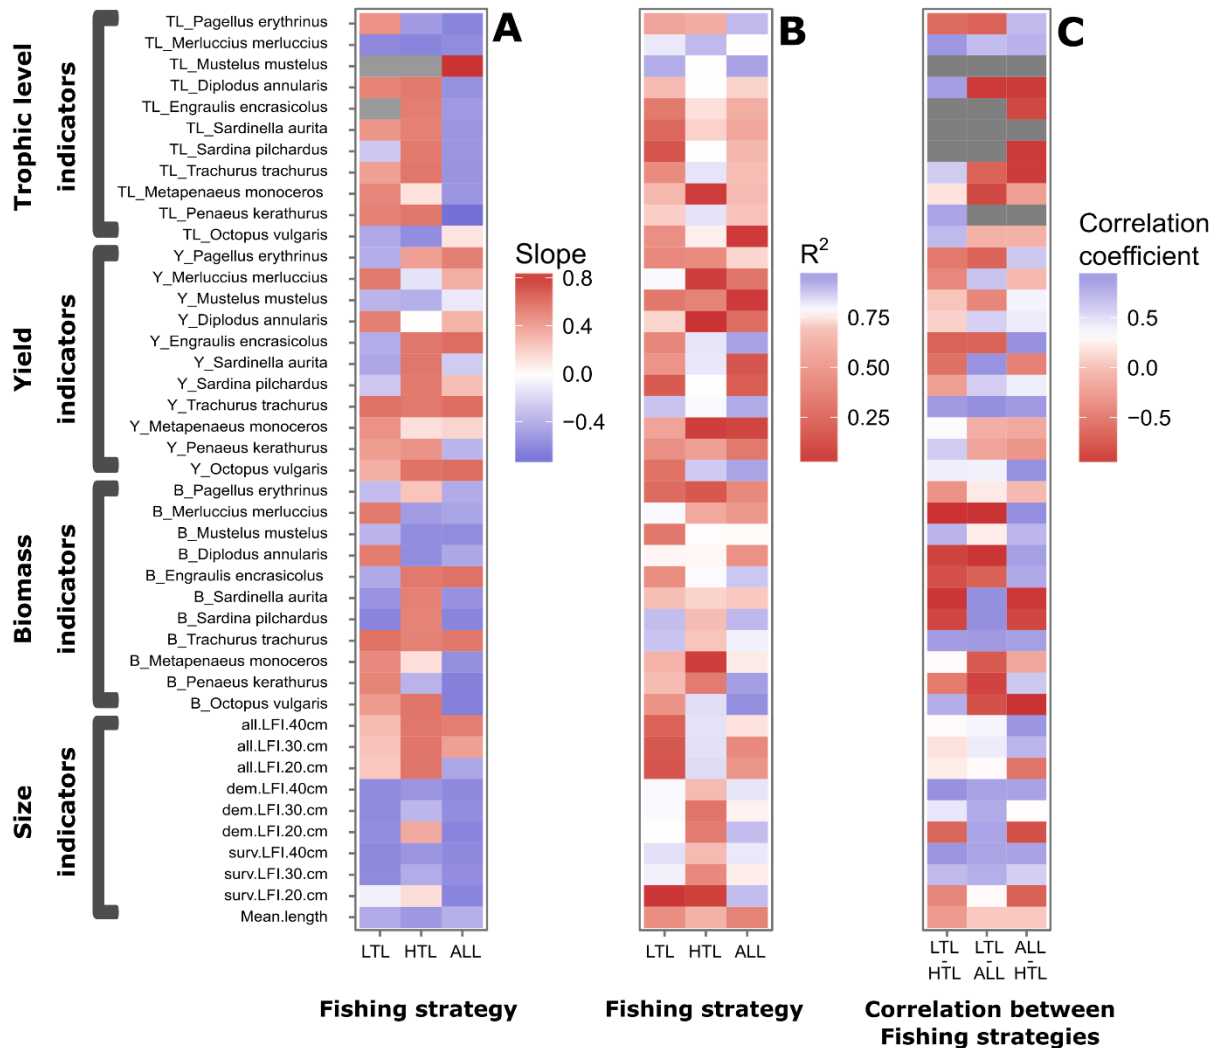 A
B
C
Trophic level
indicators
TL_Pagellus erythrinus
TL_Merluccius merluccius
TL_Mustelus mustelus
TL_Diplodus annularis
TL_Engraulis encrasicolus
TL_Sardinella aurita
TL_Sardina pilchardus
TL_Trachurus trachurus
TL_Metapenaeus monoceros
TL_Penaeus kerathurus
TL_Octopus vulgaris
Yield
indicators
Y_Pagellus erythrinus
Y_Merluccius merluccius
Y_Mustelus mustelus
Y_Diplodus annularis
Y_Engraulis encrasicolus
Y_Sardinella aurita
Y_Sardina pilchardus
Y_Trachurus trachurus
Y_Metapenaeus monoceros
Y_Penaeus kerathurus
Y_Octopus vulgaris
Biomass
indicators
B_Pagellus erythrinus
B_Merluccius merluccius
B_Mustelus mustelus
B_Diplodus annularis
B_Engraulis encrasicolus
B_Sardinella aurita
B_Sardina pilchardus
B_Trachurus trachurus
B_Metapenaeus monoceros
B_Penaeus kerathurus
B_Octopus vulgaris
Size
indicators
all.LFI.40cm
all.LFI.30.cm
all.LFI.20.cm
dem.LFI.40cm
dem.LFI.30.cm
dem.LFI.20.cm
surv.LFI.40cm
surv.LFI.30cm
surv.LFI.20cm
Mean.length
Slope
0.8
0.4
0.0
−0.4
R²
0.75
0.50
0.25
Correlation
coefficient
0.5
0.0
−0.5
LTL HTL ALL
Fishing strategy
LTL HTL ALL
Fishing strategy
LTL LTL ALL
- - -
HTL ALL HTL
Correlation between
Fishing strategies